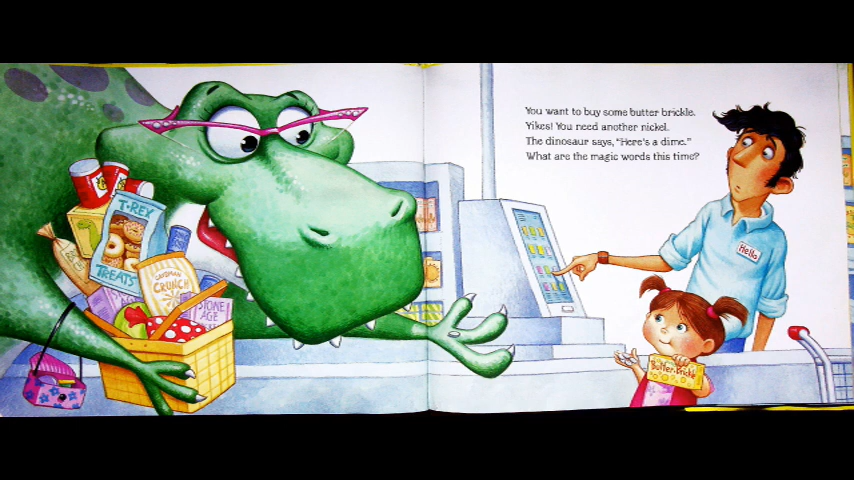 You want to buy some butter brickle.
Yikes! You need another nickel.
The dinosaur says, "Here's a dime."
What are the magic words this time?
Hello
T-REX
TREATS
CAVEMAN
CRUNCH
STONE
AGE
Butter Brickle